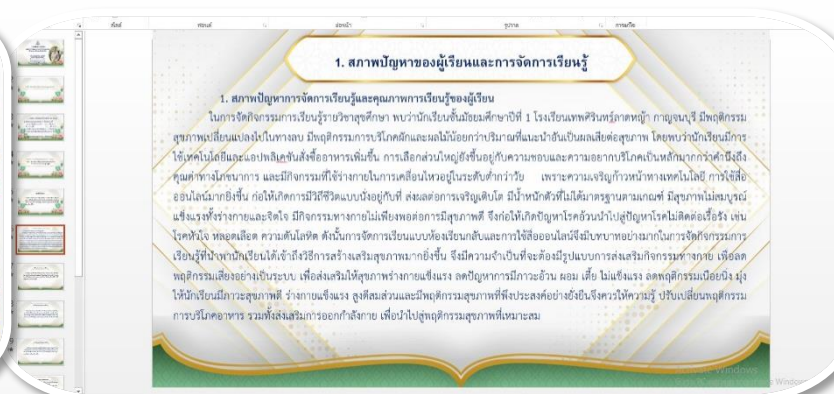 1. สภาพปัญหาของผู้เรียนและการจัดการเรียนรู้
1. สภาพปัญหาการจัดการเรียนรู้และคุณภาพการเรียนรู้ของผู้เรียน
ในการจัดกิจกรรมการเรียนรู้รายวิชาสุขศึกษา พบว่านักเรียนชั้นมัธยมศึกษาปีที่ 1 โรงเรียนเทพศิรินทร์ลาดหญ้า กาญจนบุรี มีพฤติกรรม
สุขภาพเปลี่ยนแปลงไปในทางลบ มีพฤติกรรมการบริโภคผักและผลไม้น้อยกว่าปริมาณที่แนะนำอันเป็นผลเสียต่อสุขภาพ โดยพบว่านักเรียนมีการ
ใช้เทคโนโลยีและแอปพลิเคชันสั่งซื้ออาหารเพิ่มขึ้น การเลือกส่วนใหญ่ยังขึ้นอยู่กับความชอบและความอยากบริโภคเป็นหลักมากกว่าคำนึงถึง
คุณค่าทางโภชนาการ และมีกิจกรรมที่ใช้ร่างกายในการเคลื่อนไหวอยู่ในระดับต่ำกว่าวัย เพราะความเจริญก้าวหน้าทางเทคโนโลยี การใช้สื่อ
ออนไลน์มากยิ่งขึ้น ก่อให้เกิดการมีวิถีชีวิตแบบนั่งอยู่กับที่ ส่งผลต่อการเจริญเติบโต มีน้ำหนักตัวที่ไม่ได้มาตรฐานตามเกณฑ์ มีสุขภาพไม่สมบูรณ์
แข็งแรงทั้งร่างกายและจิตใจ มีกิจกรรมทางกายไม่เพียงพอต่อการมีสุขภาพดี จึงก่อให้เกิดปัญหาโรคอ้วนนำไปสู่ปัญหาโรคไม่ติดต่อเรื้อรัง เช่น
โรคหัวใจ หลอดเลือด ความดันโลหิต ดังนั้นการจัดการเรียนแบบห้องเรียนกลับและการใช้สื่อออนไลน์จึงมีบทบาทอย่างมากในการจัดกิจกรรมการ
เรียนรู้ที่นำพานักเรียนได้เข้าถึงวิธีการสร้างเสริมสุขภาพมากยิ่งขึ้น จึงมีความจำเป็นที่จะต้องมีรูปแบบการส่งเสริมกิจกรรมทางกาย เพื่อลด
พฤติกรรมเสี่ยงอย่างเป็นระบบ เพื่อส่งเสริมให้สุขภาพร่างกายแข็งแรง ลดปัญหาการมีภาวะอ้วน ผอม เตี้ย ไม่แข็งแรง ลดพฤติกรรมเนือยนิ่ง มุ่ง
ให้นักเรียนมีภาวะสุขภาพดี ร่างกายแข็งแรง สูงดีสมส่วนและมีพฤติกรรมสุขภาพที่พึงประสงค์อย่างยั่งยืนจึงควรให้ความรู้ ปรับเปลี่ยนพฤติกรรม
การบริโภคอาหาร รวมทั้งส่งเสริมการออกกำลังกาย เพื่อนำไปสู่พฤติกรรมสุขภาพที่เหมาะสม